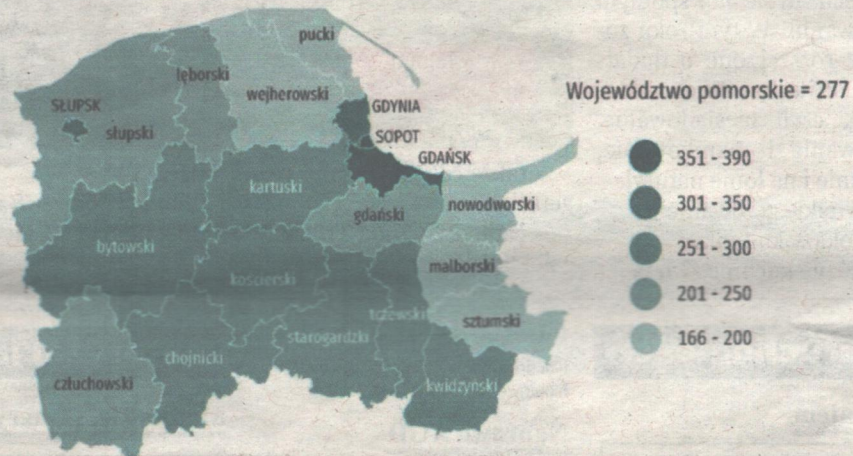 pucki
lęborski
wejherowski
Województwo pomorskie = 277
SŁUPSK
GDYNIA
słupski
SOPOT
GDAŃSK
351 - 390
kartuski
301 - 350
gdański
nowodworski
bytowski
251 - 300
malborski
kościerski
201 - 250
tczewski
sztumski
starogardzki
166 - 200
chojnicki
człuchowski
kwidzyński